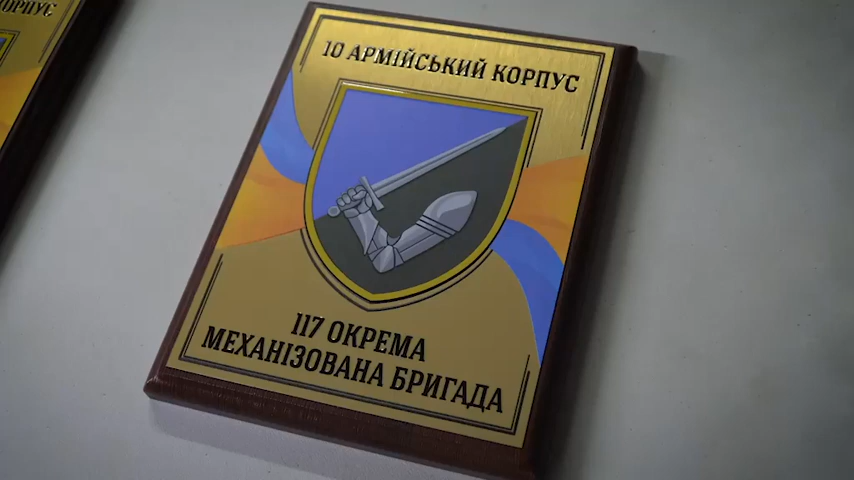 10 АРМІЙСЬКИЙ КОРПУС
117 ОКРЕМА
МЕХАНІЗОВАНА БРИГАДА